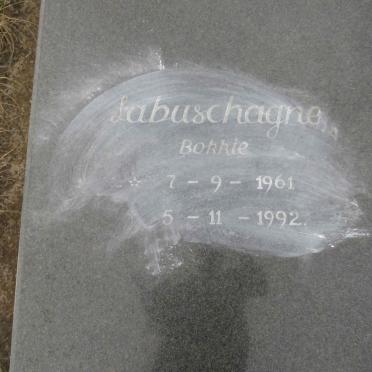 Labuschagne
Bokkie
☆ 7 - 9 - 1961
5 - 11 - 1992.